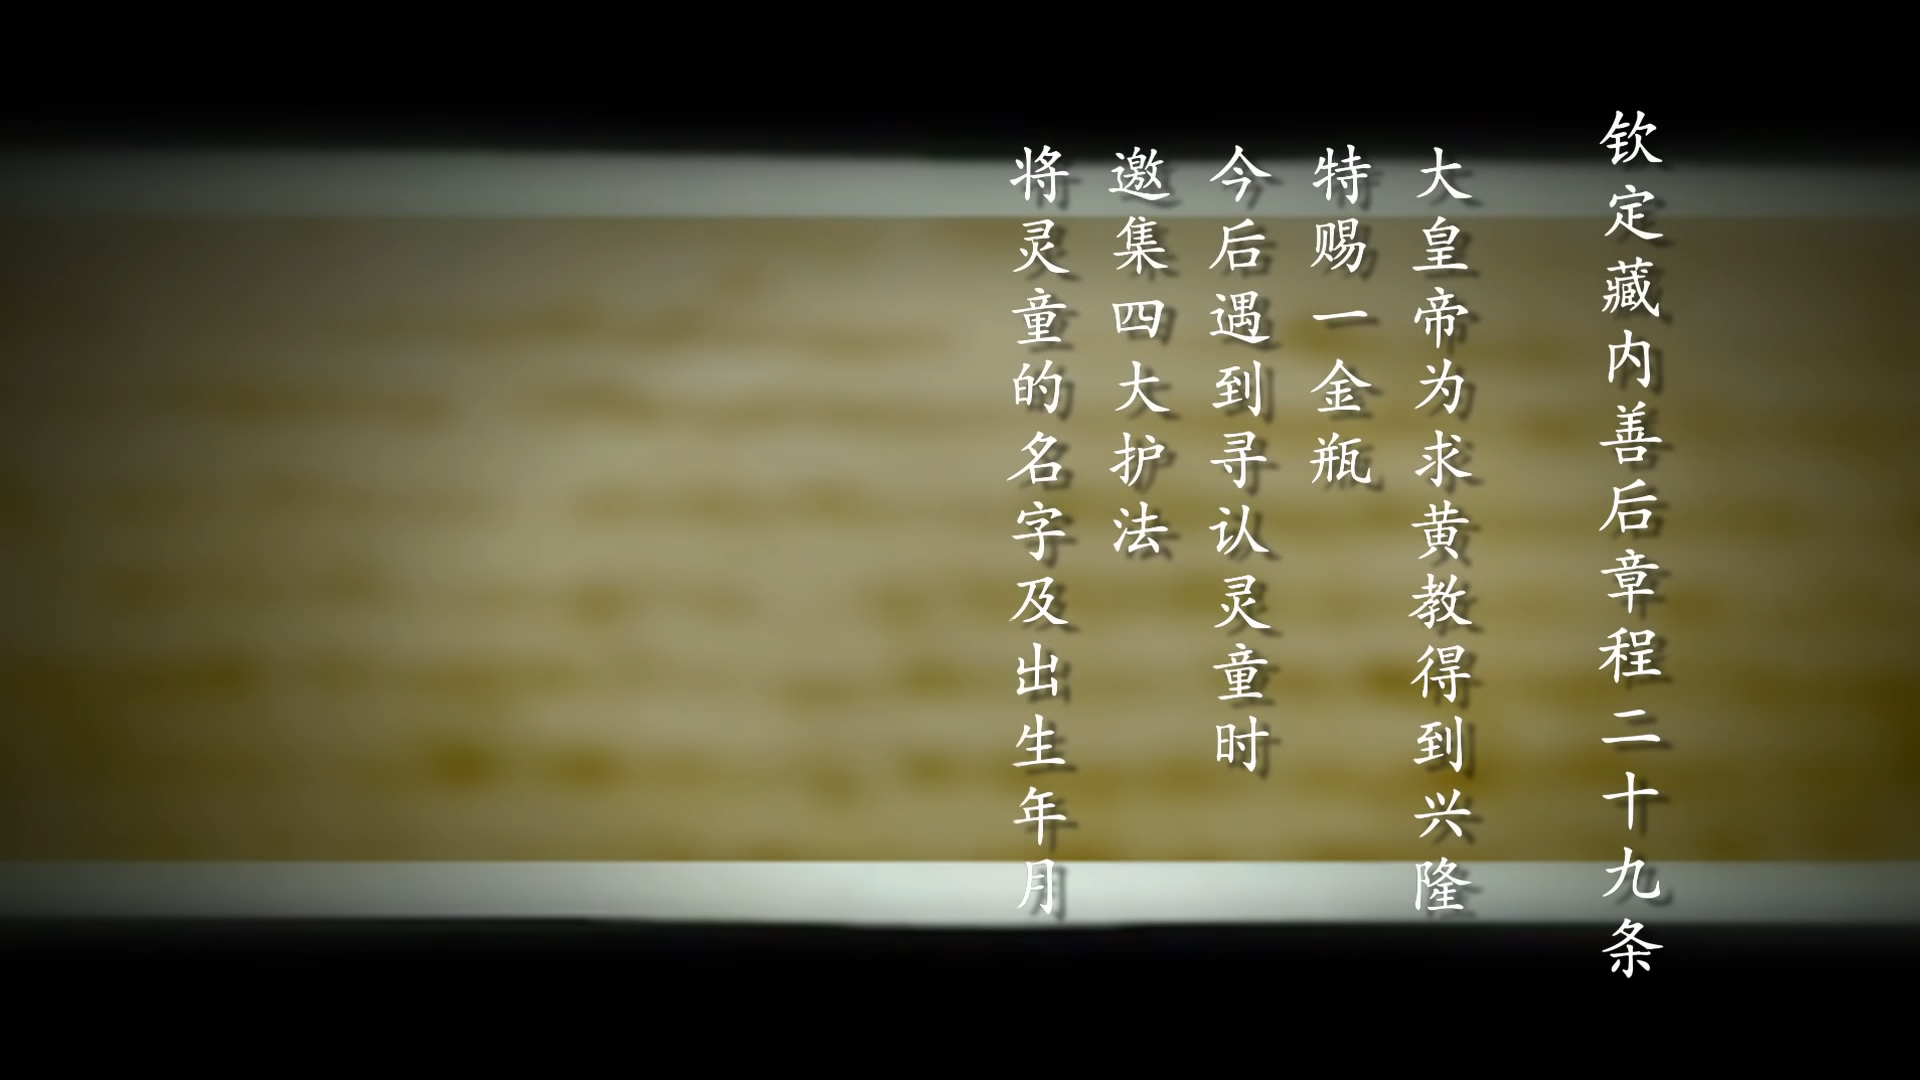 钦定藏内善后章程二十九条
大皇帝为求黄教得到兴隆
特赐一金瓶
今后遇到寻认灵童时
邀集四大护法
将灵童的名字及出生年月